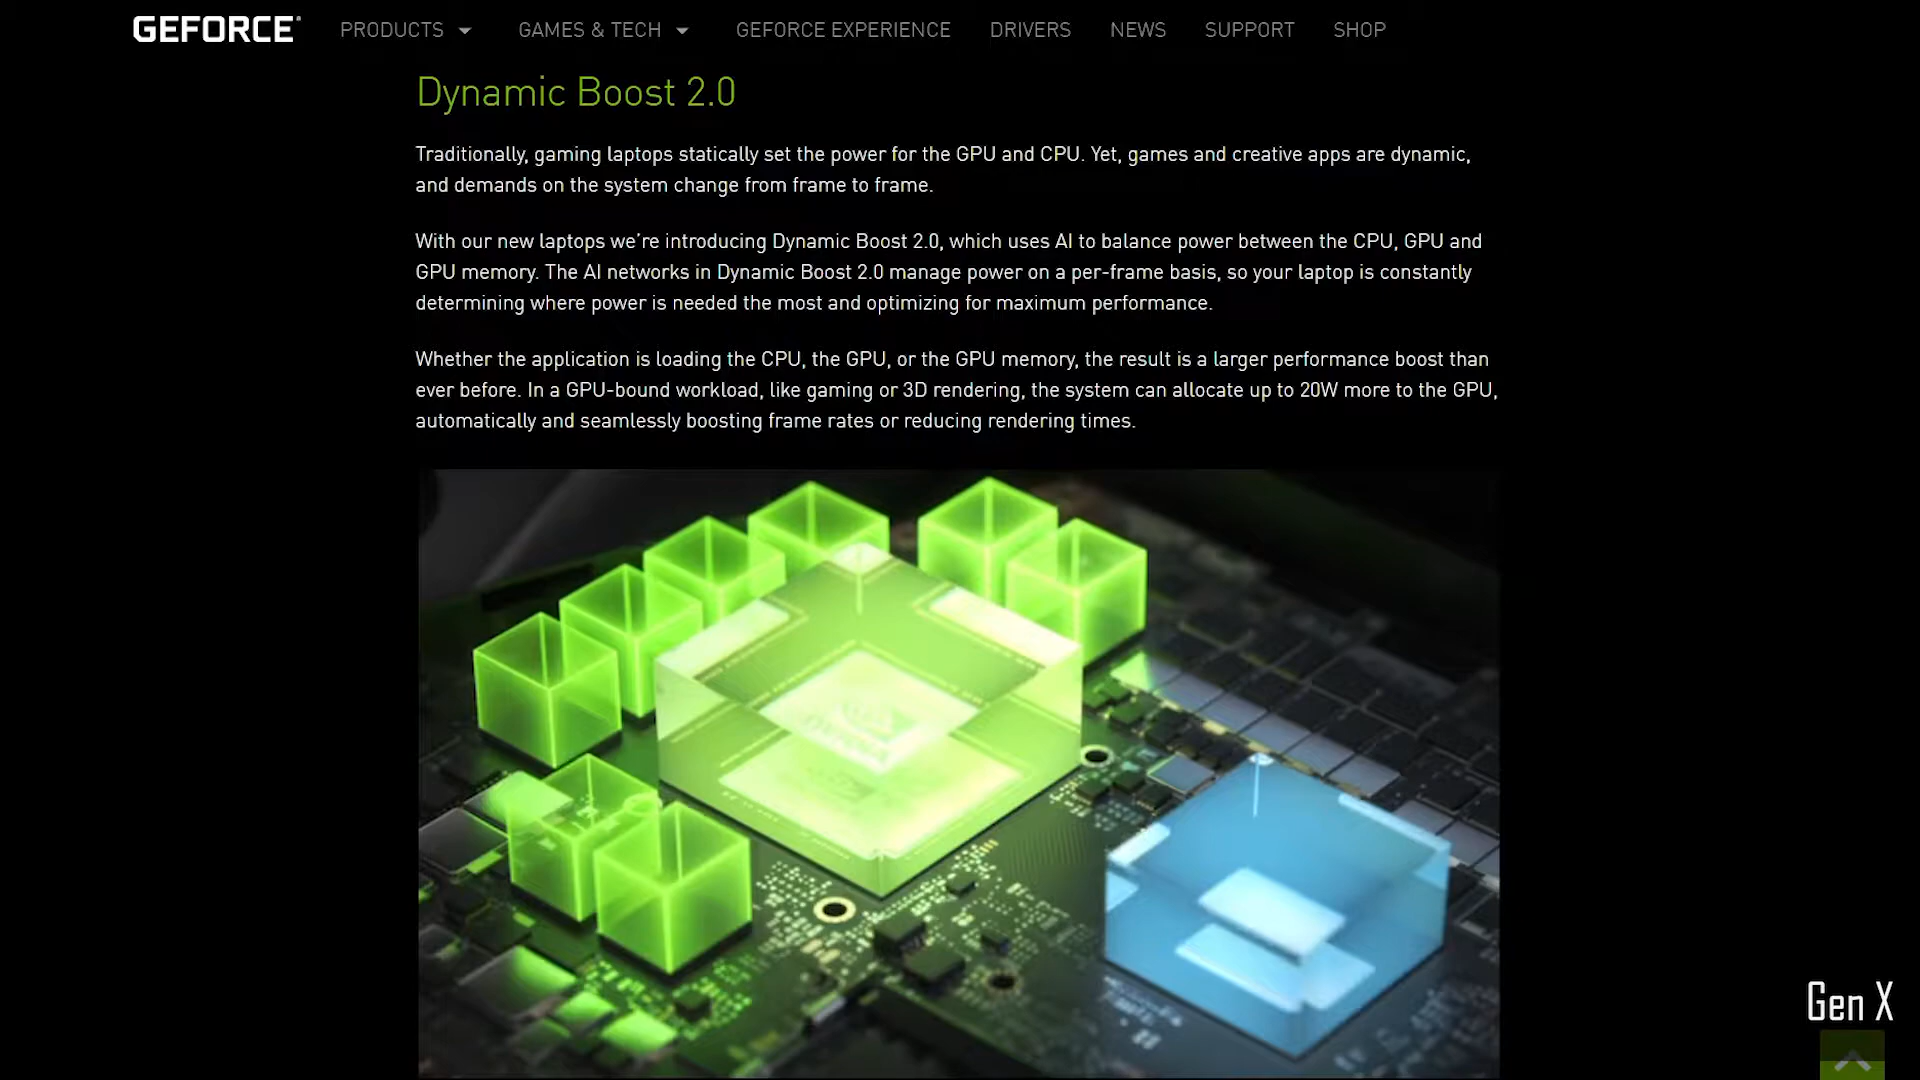 GEFORCE PRODUCTS GAMES & TECH GEFORCE EXPERIENCE DRIVERS NEWS SUPPORT SHOP
Dynamic Boost 2.0
Traditionally, gaming laptops statically set the power for the GPU and CPU. Yet, games and creative apps are dynamic,
and demands on the system change from frame to frame.
With our new laptops we’re introducing Dynamic Boost 2.0, which uses AI to balance power between the CPU, GPU and
GPU memory. The AI networks in Dynamic Boost 2.0 manage power on a per-frame basis, so your laptop is constantly
determining where power is needed the most and optimizing for maximum performance.
Whether the application is loading the CPU, the GPU, or the GPU memory, the result is a larger performance boost than
ever before. In a GPU-bound workload, like gaming or 3D rendering, the system can allocate up to 20W more to the GPU,
automatically and seamlessly boosting frame rates or reducing rendering times.
Gen X